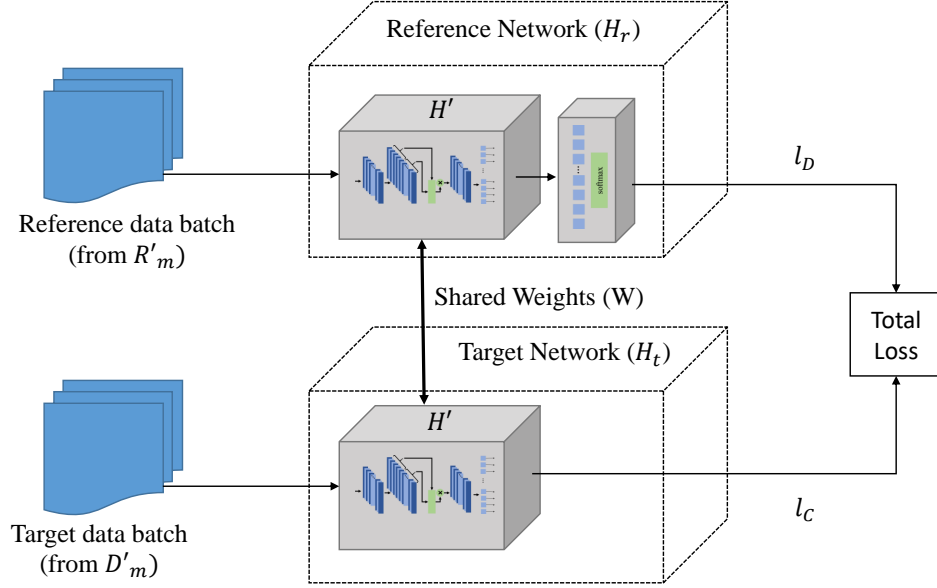 Reference Network (H_r)
H'
softmax
l_D
Reference data batch
(from R'_m)
Shared Weights (W)
Total
Loss
Target Network (H_t)
H'
l_C
Target data batch
(from D'_m)